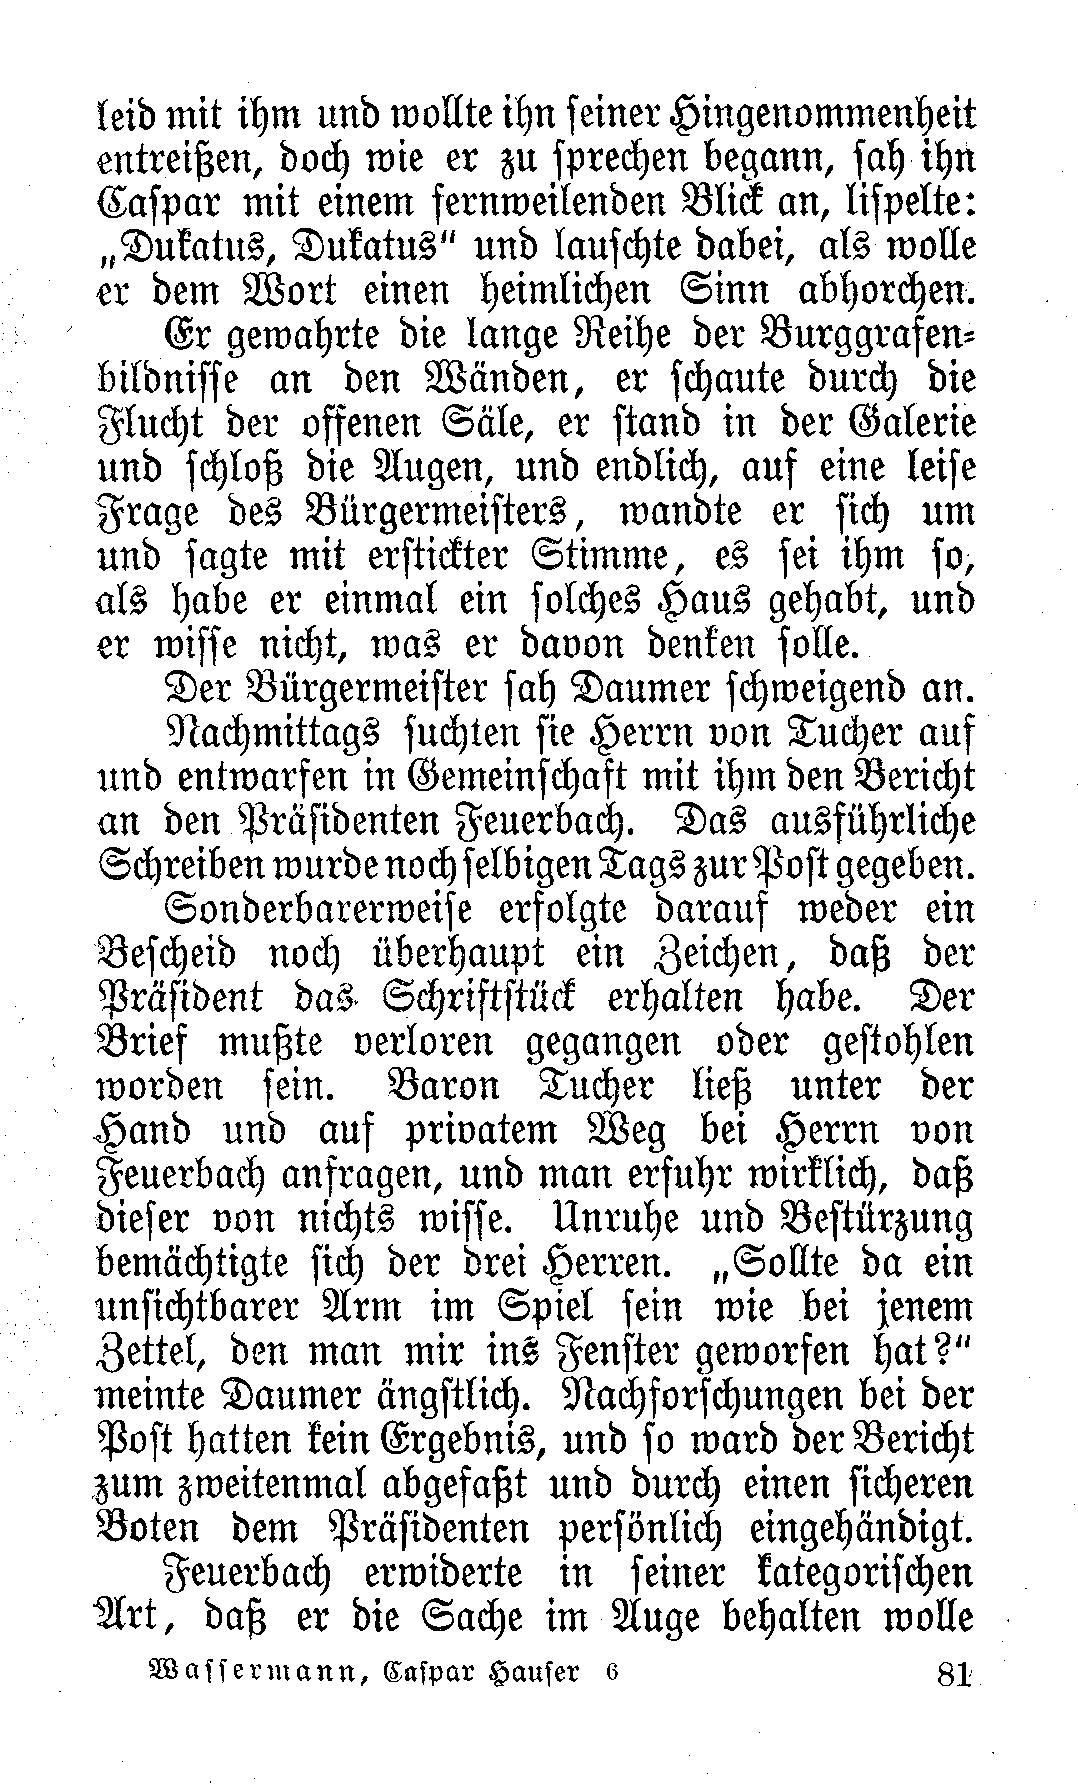 leid mit ihm und wollte ihn seiner Hingenommenheit
entreißen, doch wie er zu sprechen begann, sah ihn
Caspar mit einem fernweilenden Blick an, lispelte:
„Dukatus, Dukatus“ und lauschte dabei, als wolle
er dem Wort einen heimlichen Sinn abhorchen.
Er gewahrte die lange Reihe der Burggrafen-
bildnisse an den Wänden, er schaute durch die
Flucht der offenen Säle, er stand in der Galerie
und schloß die Augen, und endlich, auf eine leise
Frage des Bürgermeisters, wandte er sich um
und sagte mit erstickter Stimme, es sei ihm so,
als habe er einmal ein solches Haus gehabt, und
er wisse nicht, was er davon denken solle.
Der Bürgermeister sah Daumer schweigend an.
Nachmittags suchten sie Herrn von Tucher auf
und entwarfen in Gemeinschaft mit ihm den Bericht
an den Präsidenten Feuerbach. Das ausführliche
Schreiben wurde noch selbigen Tags zur Post gegeben.
Sonderbarerweise erfolgte darauf weder ein
Bescheid noch überhaupt ein Zeichen, daß der
Präsident das Schriftstück erhalten habe. Der
Brief mußte verloren gegangen oder gestohlen
worden sein. Baron Tucher ließ unter der
Hand und auf privatem Weg bei Herrn von
Feuerbach anfragen, und man erfuhr wirklich, daß
dieser von nichts wisse. Unruhe und Bestürzung
bemächtigte sich der drei Herren. „Sollte da ein
unsichtbarer Arm im Spiel sein wie bei jenem
Zettel, den man mir ins Fenster geworfen hat?“
meinte Daumer ängstlich. Nachforschungen bei der
Post hatten kein Ergebnis, und so ward der Bericht
zum zweitenmal abgefaßt und durch einen sicheren
Boten dem Präsidenten persönlich eingehändigt.
Feuerbach erwiderte in seiner kategorischen
Art, daß er die Sache im Auge behalten wolle
Wassermann, Caspar Hauser 6
81